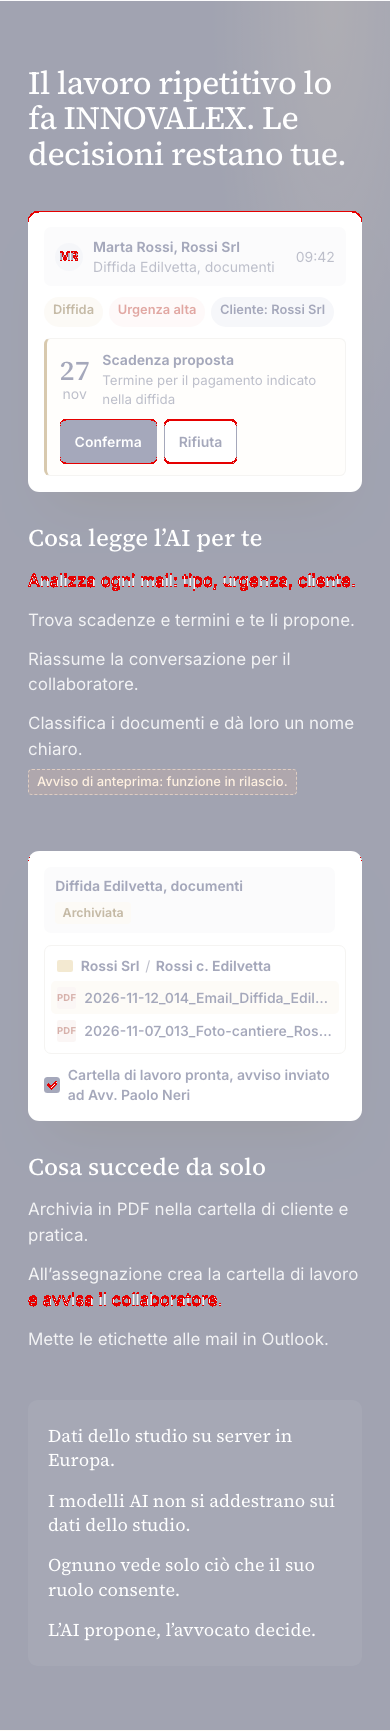 Il lavoro ripetitivo lo
fa INNOVALEX. Le
decisioni restano tue.
MR
Marta Rossi, Rossi Srl
Diffida Edilvetta, documenti
09:42
Diffida
Urgenza alta
Cliente: Rossi Srl
27
nov
Scadenza proposta
Termine per il pagamento indicato
nella diffida
Conferma
Rifiuta
Cosa legge l’AI per te
Analizza ogni mail: tipo, urgenza, cliente.
Trova scadenze e termini e te li propone.
Riassume la conversazione per il
collaboratore.
Classifica i documenti e dà loro un nome
chiaro.
Avviso di anteprima: funzione in rilascio.
Diffida Edilvetta, documenti
Archiviata
Rossi Srl / Rossi c. Edilvetta
PDF 2026-11-12_014_Email_Diffida_Edil...
PDF 2026-11-07_013_Foto-cantiere_Ros...
Cartella di lavoro pronta, avviso inviato
ad Avv. Paolo Neri
Cosa succede da solo
Archivia in PDF nella cartella di cliente e
pratica.
All’assegnazione crea la cartella di lavoro
e avvisa il collaboratore.
Mette le etichette alle mail in Outlook.
Dati dello studio su server in
Europa.
I modelli AI non si addestrano sui
dati dello studio.
Ognuno vede solo ciò che il suo
ruolo consente.
L’AI propone, l’avvocato decide.